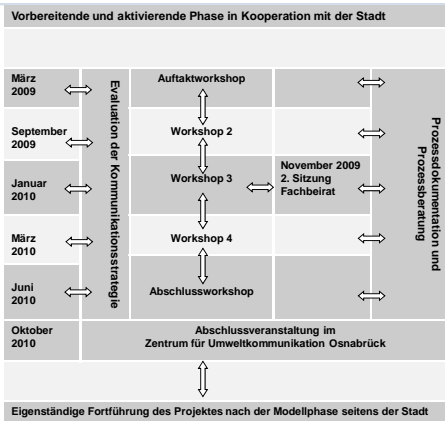 Vorbereitende und aktivierende Phase in Kooperation mit der Stadt
März
2009
Evaluation der Kommunikationsstrategie
Auftaktworkshop
Prozessdokumentation und
Prozessberatung
September
2009
Workshop 2
Januar
2010
Workshop 3
November 2009
2. Sitzung
Fachbeirat
März
2010
Workshop 4
Juni
2010
Abschlussworkshop
Oktober
2010
Abschlussveranstaltung im
Zentrum für Umweltkommunikation Osnabrück
Eigenständige Fortführung des Projektes nach der Modellphase seitens der Stadt